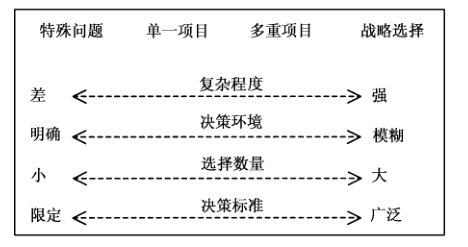 特殊问题 单一项目 多重项目 战略选择
复杂程度
差 强
决策环境
明确 模糊
选择数量
小 大
决策标准
限定 广泛